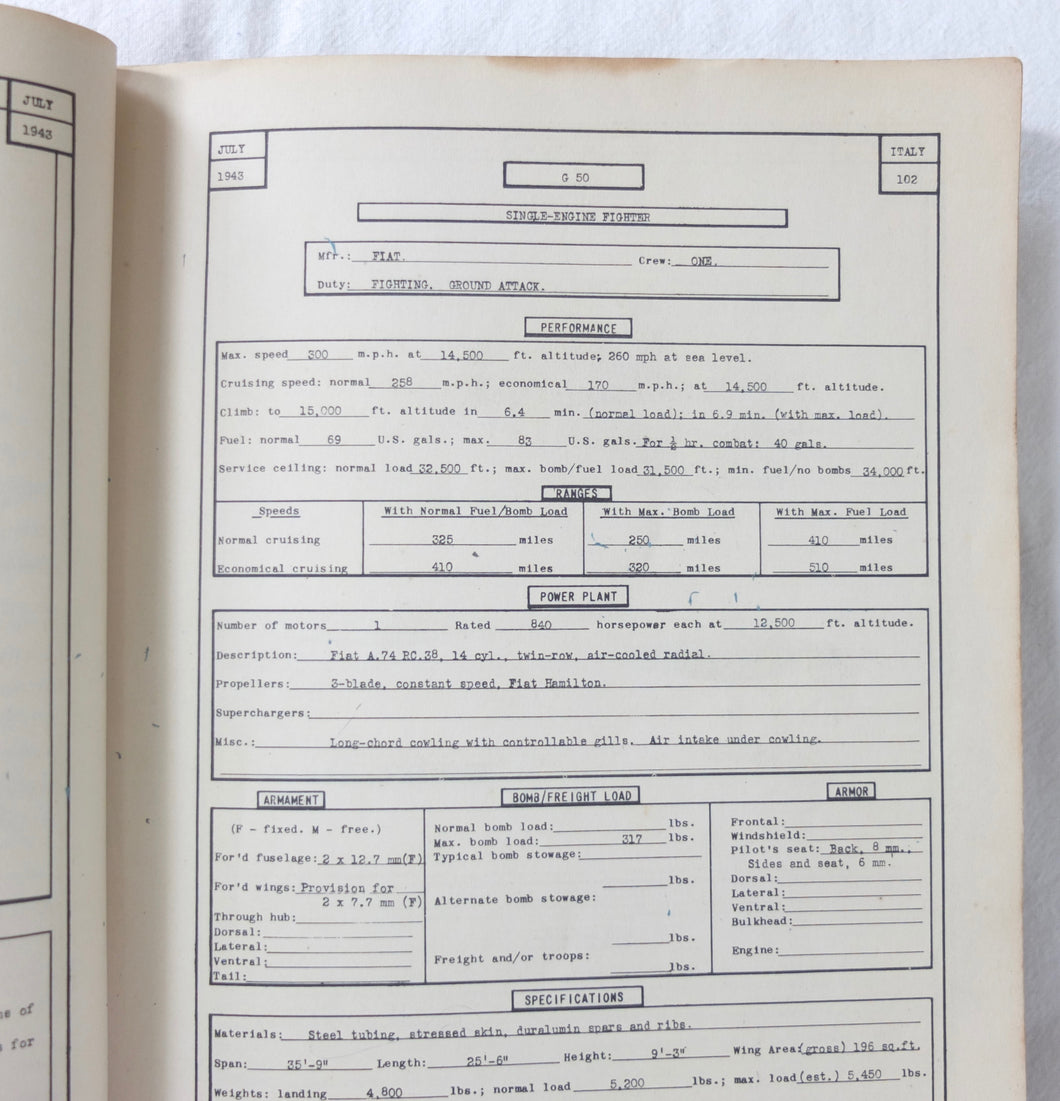 JULY
1943
ne of
s for
JULY
1943
G 50
ITALY
102
SINGLE-ENGINE FIGHTER
Mfr.: FIAT. Crew: ONE.
Duty: FIGHTING. GROUND ATTACK.
PERFORMANCE
Max. speed 300 m.p.h. at 14,500 ft. altitude; 260 mph at sea level.
Cruising speed: normal 258 m.p.h.; economical 170 m.p.h.; at 14,500 ft. altitude.
Climb: to 15,000 ft. altitude in 6.4 min. (normal load); in 6.9 min. (with max. load).
Fuel: normal 69 U.S. gals.; max. 83 U.S. gals. For ½ hr. combat: 40 gals.
Service ceiling: normal load 32,500 ft.; max. bomb/fuel load 31,500 ft.; min. fuel/no bombs 34,000 ft.
RANGES
Speeds With Normal Fuel/Bomb Load With Max. Bomb Load With Max. Fuel Load
Normal cruising 325 miles 250 miles 410 miles
Economical cruising 410 miles 320 miles 510 miles
POWER PLANT
Number of motors 1 Rated 840 horsepower each at 12,500 ft. altitude.
Description: Fiat A.74 RC.38, 14 cyl., twin-row, air-cooled radial.
Propellers: 3-blade, constant speed, Fiat Hamilton.
Superchargers:
Misc.: Long-chord cowling with controllable gills. Air intake under cowling.
ARMAMENT
(F - fixed. M - free.)
For'd fuselage: 2 x 12.7 mm(F)
For'd wings: Provision for
2 x 7.7 mm (F)
Through hub:
Dorsal:
Lateral:
Ventral:
Tail:
BOMB/FREIGHT LOAD
Normal bomb load: lbs.
Max. bomb load: 317 lbs.
Typical bomb stowage:
lbs.
Alternate bomb stowage:
lbs.
Freight and/or troops:
lbs.
ARMOR
Frontal:
Windshield:
Pilot's seat: Back, 8 mm.;
Sides and seat, 6 mm.
Dorsal:
Lateral:
Ventral:
Bulkhead:
Engine:
SPECIFICATIONS
Materials: Steel tubing, stressed skin, duralumin spars and ribs.
Span: 35'-9" Length: 25'-6" Height: 9'-3" Wing Area:(gross) 196 sq.ft.
Weights: landing 4,800 lbs.; normal load 5,200 lbs.; max. load(est.) 5,450 lbs.